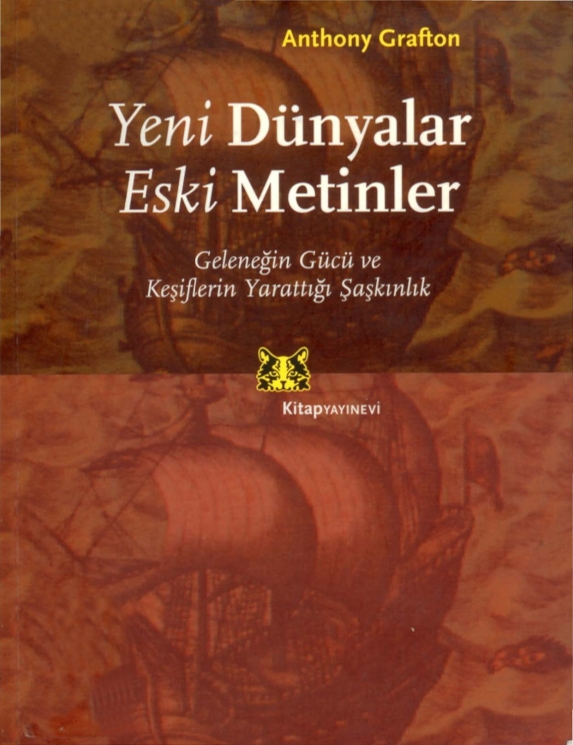 Anthony Grafton
Yeni Dünyalar
Eski Metinler
Geleneğin Gücü ve
Keşiflerin Yarattığı Şaşkınlık
KitapYAYINEVİ